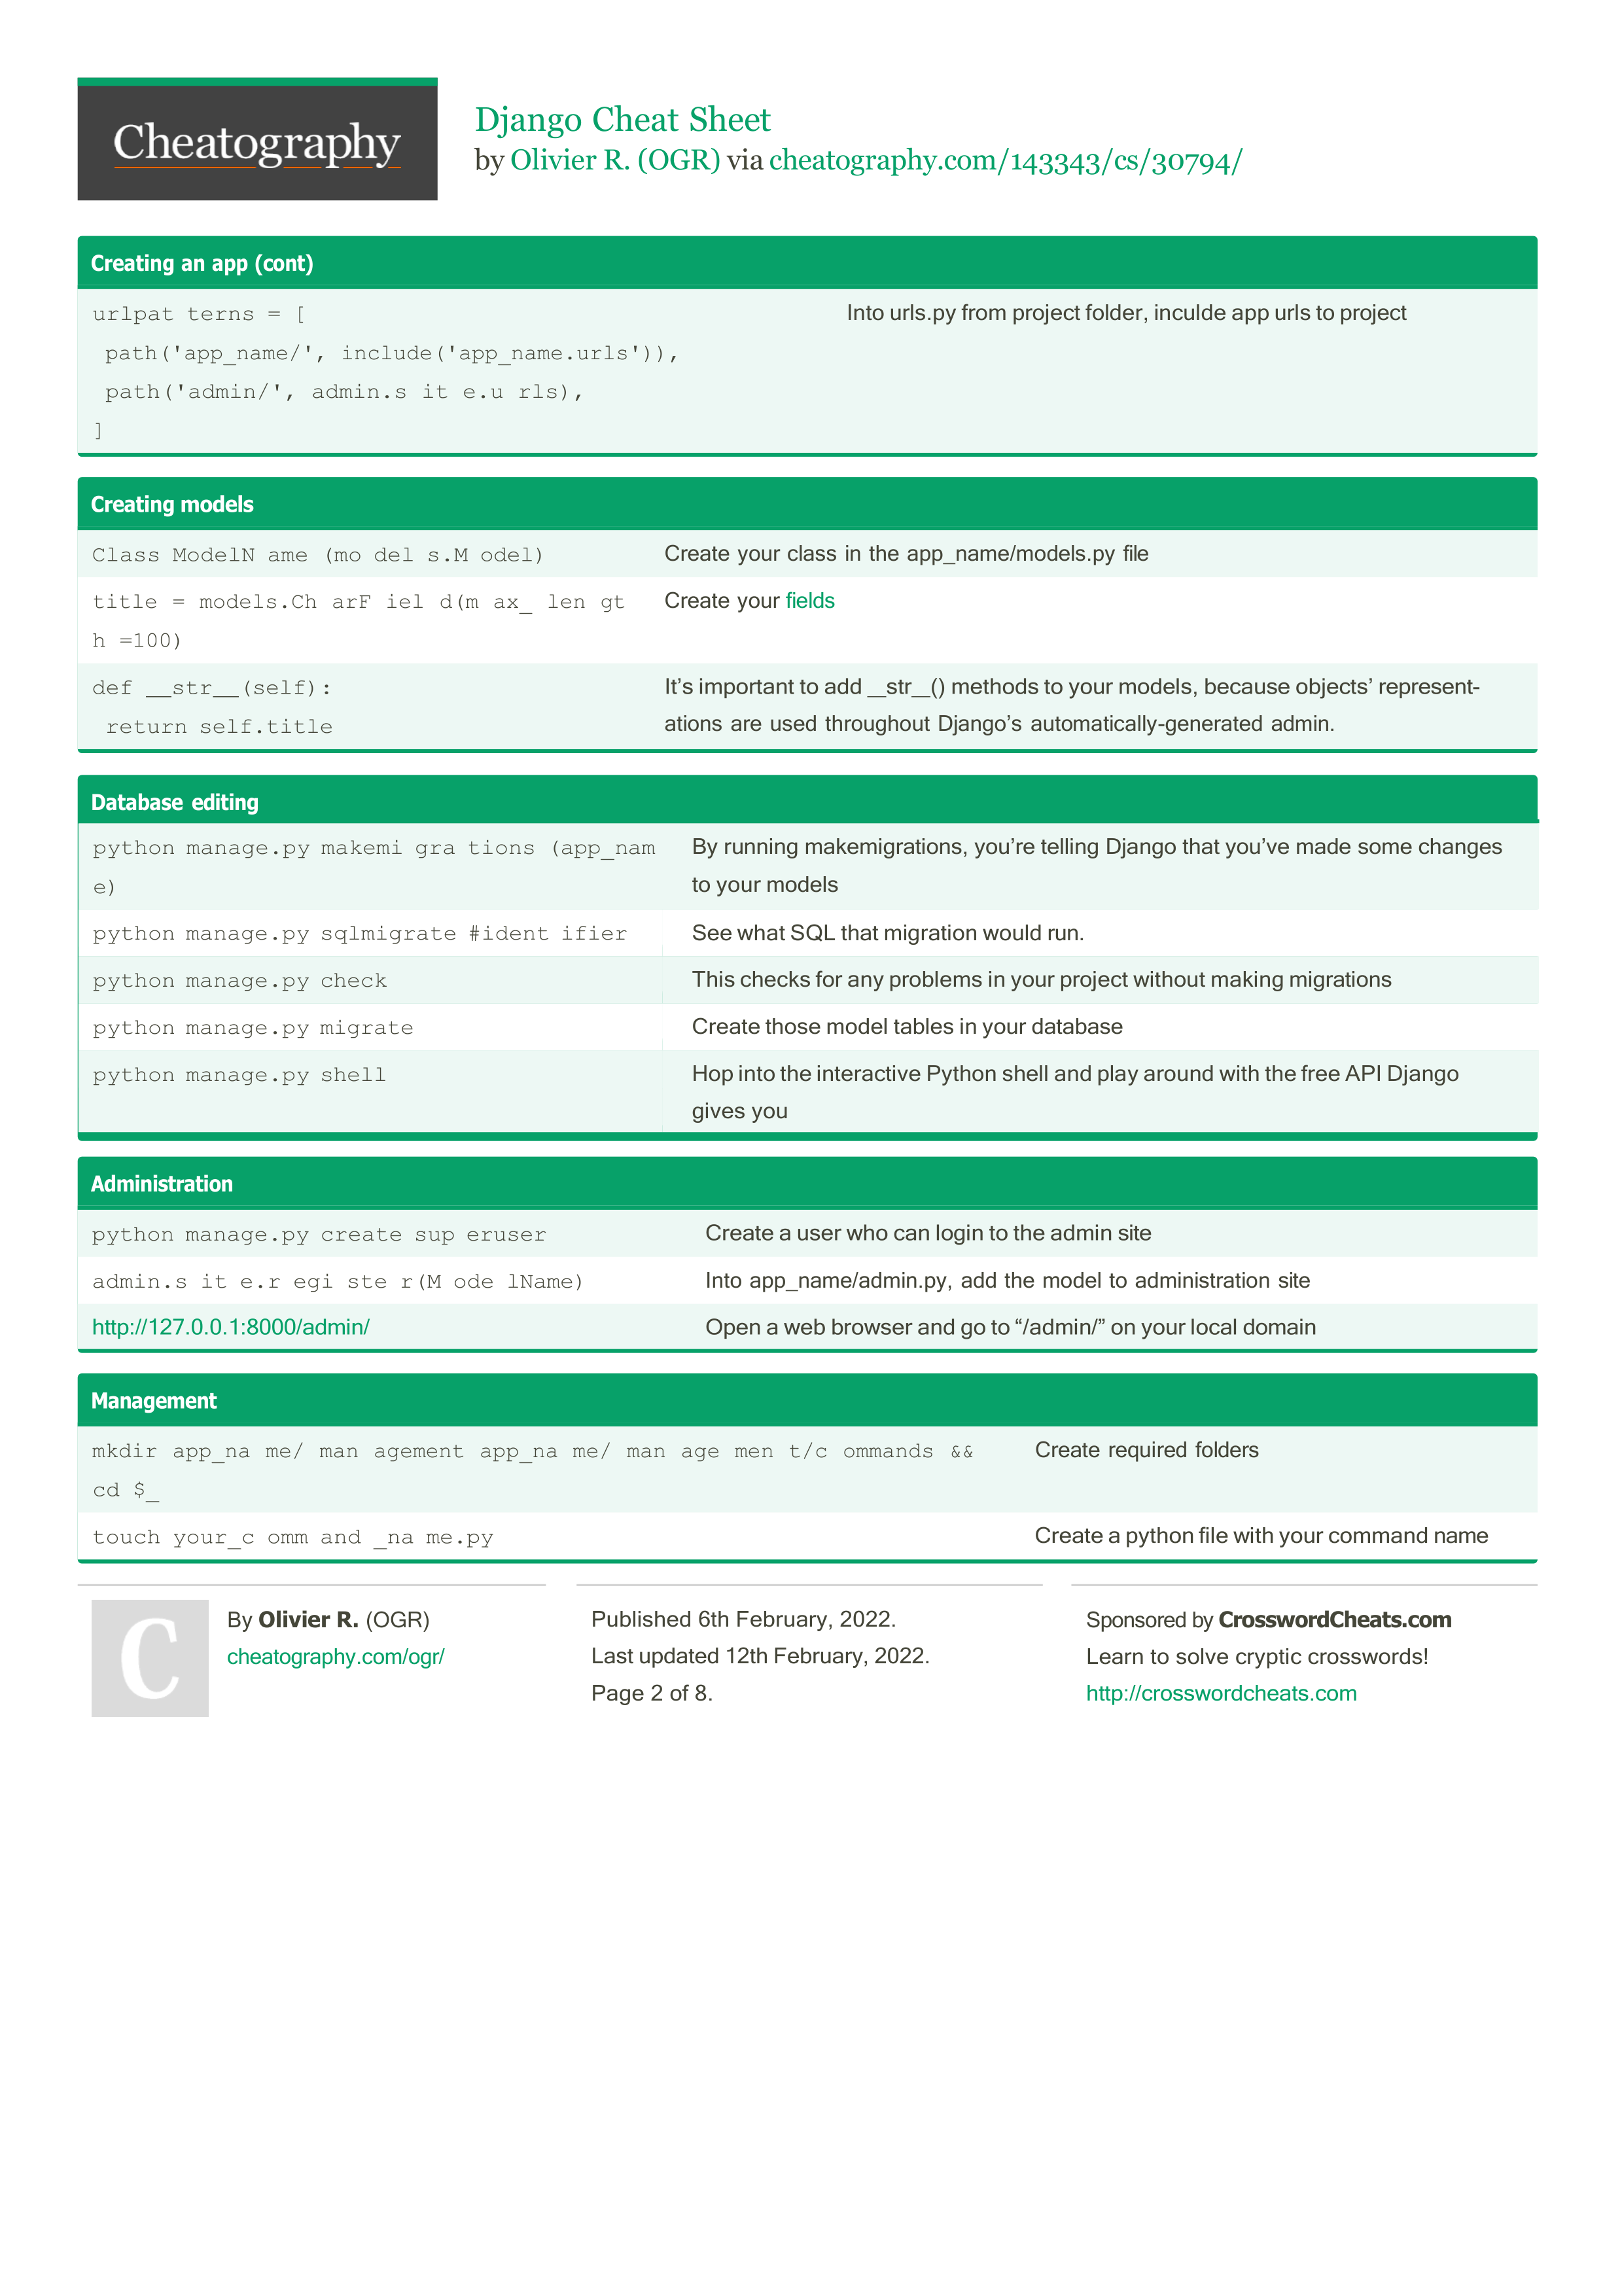 Cheatography
Django Cheat Sheet
by Olivier R. (OGR) via cheatography.com/143343/cs/30794/
Creating an app (cont)
urlpat terns = [
path('app_name/', include('app_name.urls')),
path('admin/', admin.s it e.u rls),
]
Into urls.py from project folder, inculde app urls to project
Creating models
Class ModelN ame (mo del s.M odel)
Create your class in the app_name/models.py file
title = models.Ch arF iel d(m ax_ len gt
h =100)
Create your fields
def __str__(self):
return self.title
It’s important to add __str__() methods to your models, because objects’ represent-
ations are used throughout Django’s automatically-generated admin.
Database editing
python manage.py makemi gra tions (app_nam
e)
By running makemigrations, you’re telling Django that you’ve made some changes
to your models
python manage.py sqlmigrate #ident ifier
See what SQL that migration would run.
python manage.py check
This checks for any problems in your project without making migrations
python manage.py migrate
Create those model tables in your database
python manage.py shell
Hop into the interactive Python shell and play around with the free API Django
gives you
Administration
python manage.py create sup eruser
Create a user who can login to the admin site
admin.s it e.r egi ste r(M ode lName)
Into app_name/admin.py, add the model to administration site
http://127.0.0.1:8000/admin/
Open a web browser and go to “/admin/” on your local domain
Management
mkdir app_na me/ man agement app_na me/ man age men t/c ommands &&
cd $_
Create required folders
touch your_c omm and _na me.py
Create a python file with your command name
C
By Olivier R. (OGR)
cheatography.com/ogr/
Published 6th February, 2022.
Last updated 12th February, 2022.
Page 2 of 8.
Sponsored by CrosswordCheats.com
Learn to solve cryptic crosswords!
http://crosswordcheats.com